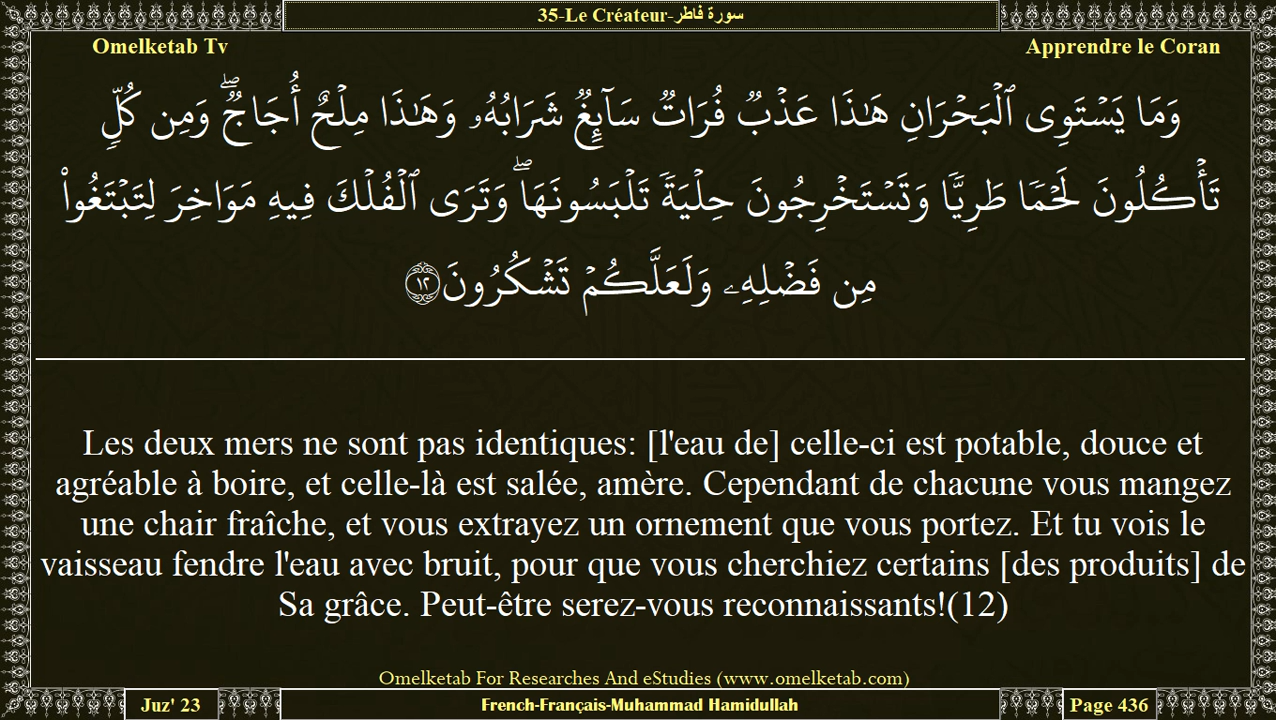 35-Le Créateur-سورة فاطر
Omelketab Tv
Apprendre le Coran
وَمَا يَسۡتَوِي ٱلۡبَحۡرَانِ هَٰذَا عَذۡبٞ فُرَاتٞ سَآئِغٞ شَرَابُهُۥ وَهَٰذَا مِلۡحٌ أُجَاجٞۖ وَمِن كُلّٖ
تَأۡكُلُونَ لَحۡمٗا طَرِيّٗا وَتَسۡتَخۡرِجُونَ حِلۡيَةٗ تَلۡبَسُونَهَاۖ وَتَرَى ٱلۡفُلۡكَ فِيهِ مَوَاخِرَ لِتَبۡتَغُواْ
مِن فَضۡلِهِۦ وَلَعَلَّكُمۡ تَشۡكُرُونَ ١٢
Les deux mers ne sont pas identiques: [l'eau de] celle-ci est potable, douce et
agréable à boire, et celle-là est salée, amère. Cependant de chacune vous mangez
une chair fraîche, et vous extrayez un ornement que vous portez. Et tu vois le
vaisseau fendre l'eau avec bruit, pour que vous cherchiez certains [des produits] de
Sa grâce. Peut-être serez-vous reconnaissants!(12)
Omelketab For Researches And eStudies (www.omelketab.com)
Juz' 23
French-Français-Muhammad Hamidullah
Page 436